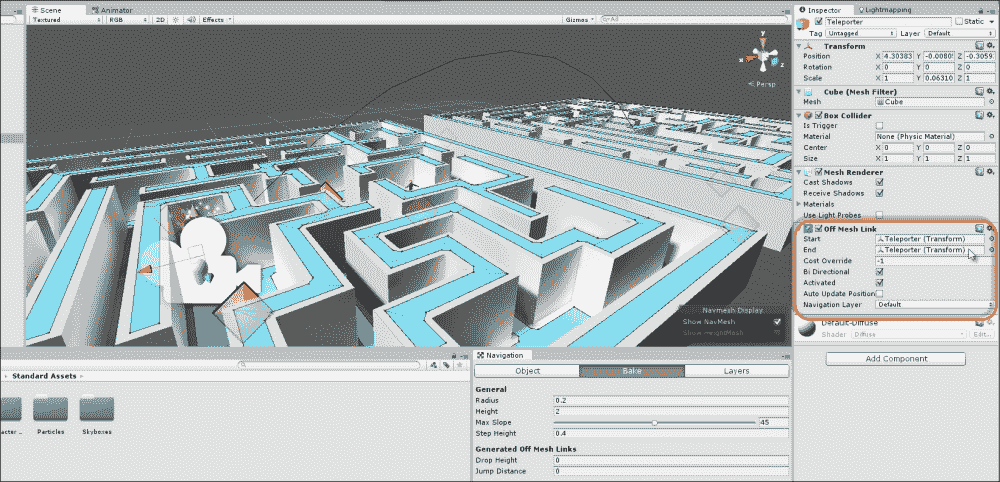 Scene
Animator
Textured
RGB
2D
Effects
Gizmos
All
y
x
z
Persp
Navmesh Display
Show NavMesh
Show HeightMesh
Standard Assets
Particles
Skyboxes
Navigation
Object
Bake
Layers
General
Radius 0.2
Height 2
Max Slope 45
Step Height 0.4
Generated Off Mesh Links
Drop Height 0
Jump Distance 0
Inspector
Lightmapping
Teleporter Static
Tag Untagged Layer Default
Transform
Position X 4.30383 Y -0.00809 Z -0.3059
Rotation X 0 Y 0 Z 0
Scale X 1 Y 0.06310 Z 1
Cube (Mesh Filter)
Mesh Cube
Box Collider
Is Trigger
Material None (Physic Material)
Center X 0 Y 0 Z 0
Size X 1 Y 1 Z 1
Mesh Renderer
Cast Shadows
Receive Shadows
Materials
Use Light Probes
Off Mesh Link
Start Teleporter (Transform)
End Teleporter (Transform)
Cost Override -1
Bi Directional
Activated
Auto Update Position
Navigation Layer Default
Default-Diffuse
Shader Diffuse Edit...
Add Component